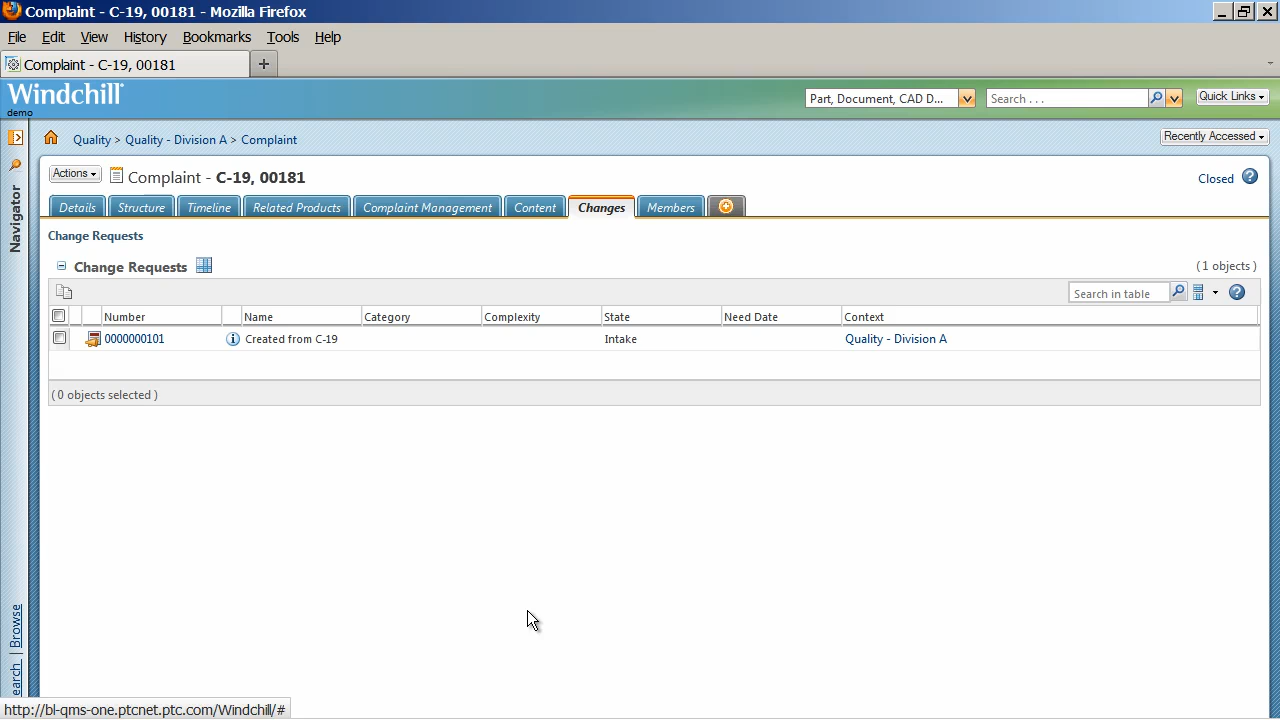 Complaint - C-19, 00181 - Mozilla Firefox
File Edit View History Bookmarks Tools Help
Complaint - C-19, 00181
Windchill
demo
Part, Document, CAD D...
Search . . .
Quick Links
Quality > Quality - Division A > Complaint
Recently Accessed
Actions
Complaint - C-19, 00181
Closed
Details Structure Timeline Related Products Complaint Management Content Changes Members
Navigator
Change Requests
Change Requests
( 1 objects )
Search in table
Number Name Category Complexity State Need Date Context
0000000101 Created from C-19 Intake Quality - Division A
( 0 objects selected )
earch | Browse
http://bl-qms-one.ptcnet.ptc.com/Windchill/#